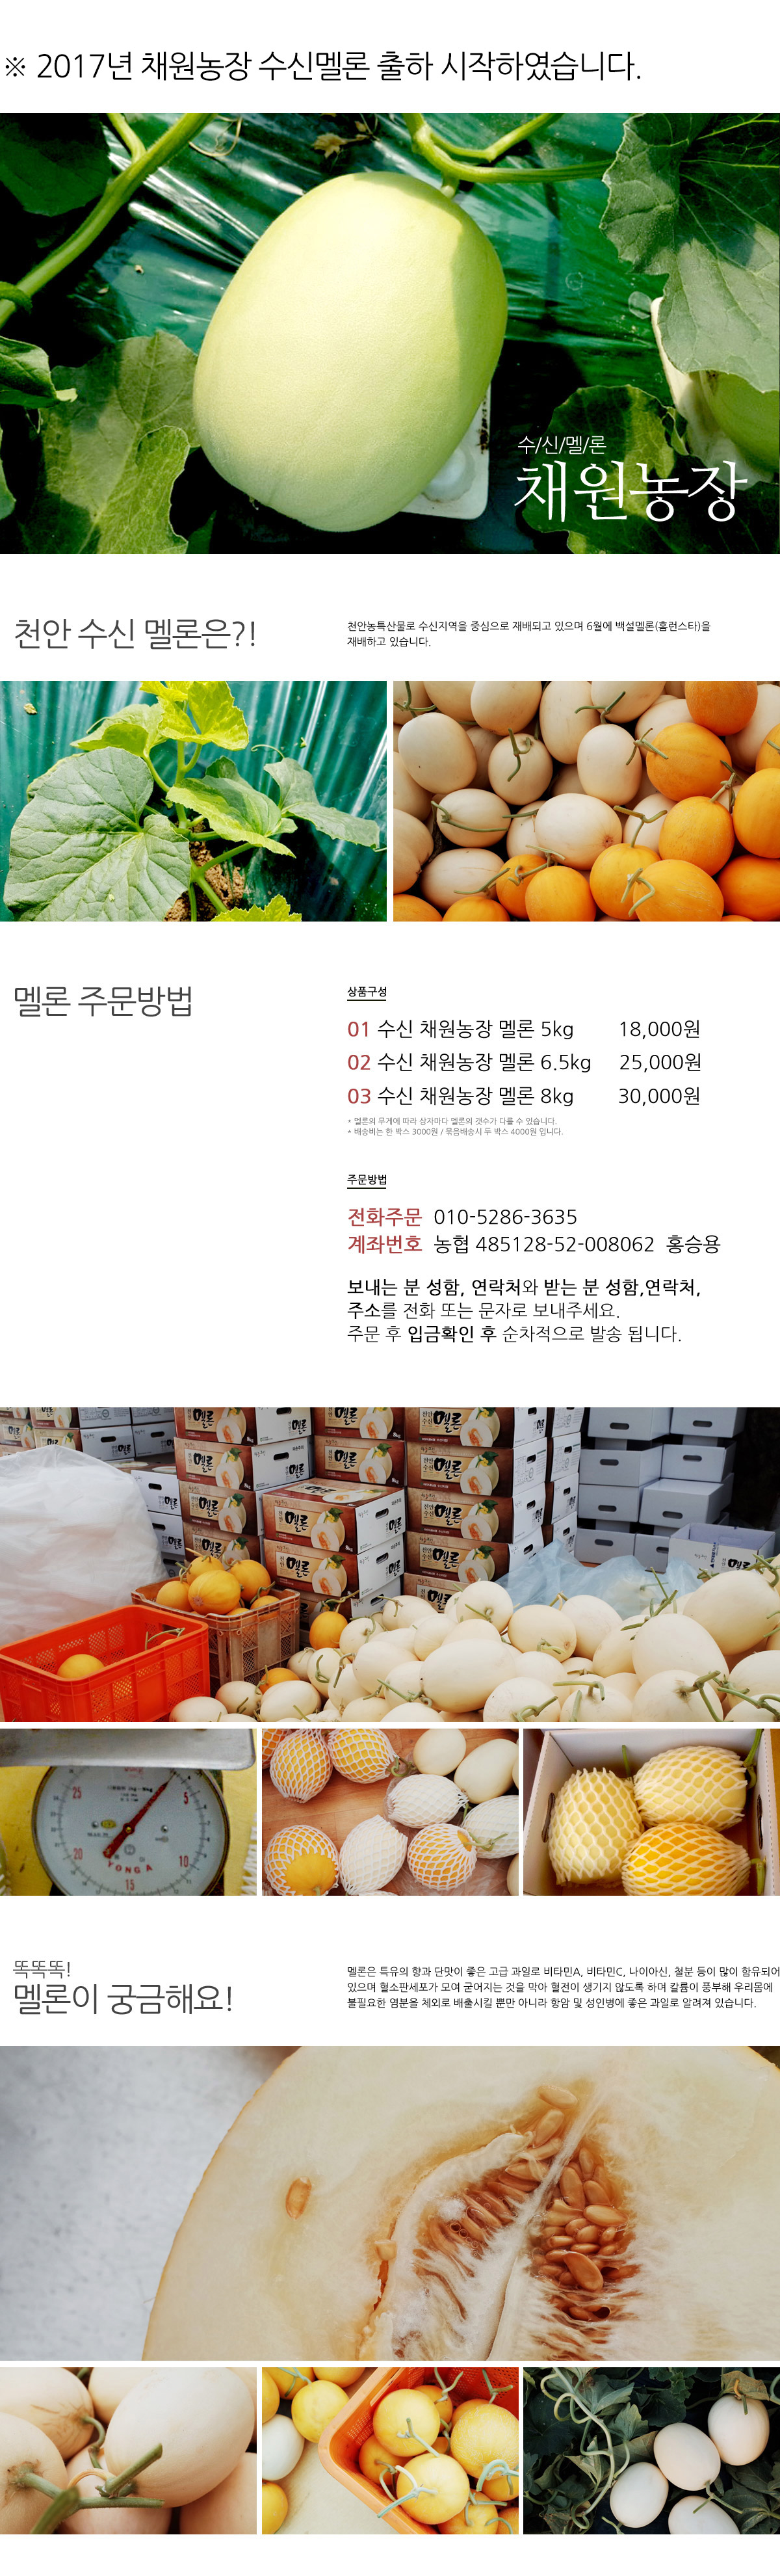 ※ 2017년 채원농장 수신멜론 출하 시작하였습니다.
수/신/멜/론
채원농장
천안 수신 멜론은?!
천안농특산물로 수신지역을 중심으로 재배되고 있으며 6월에 백설멜론(홈런스타)을
재배하고 있습니다.
멜론 주문방법
상품구성
01 수신 채원농장 멜론 5kg 18,000원
02 수신 채원농장 멜론 6.5kg 25,000원
03 수신 채원농장 멜론 8kg 30,000원
* 멜론의 무게에 따라 상자마다 멜론의 갯수가 다를 수 있습니다.
* 배송비는 한 박스 3000원 / 묶음배송시 두 박스 4000원 입니다.
주문방법
전화주문 010-5286-3635
계좌번호 농협 485128-52-008062 홍승용
보내는 분 성함, 연락처와 받는 분 성함,연락처,
주소를 전화 또는 문자로 보내주세요.
주문 후 입금확인 후 순차적으로 발송 됩니다.
천안수신 멜론
8kg
25
5
20
10
15
YONGA
똑똑똑!
멜론이 궁금해요!
멜론은 특유의 향과 단맛이 좋은 고급 과일로 비타민A, 비타민C, 나이아신, 철분 등이 많이 함유되어
있으며 혈소판세포가 모여 굳어지는 것을 막아 혈전이 생기지 않도록 하며 칼륨이 풍부해 우리몸에
불필요한 염분을 체외로 배출시킬 뿐만 아니라 항암 및 성인병에 좋은 과일로 알려져 있습니다.